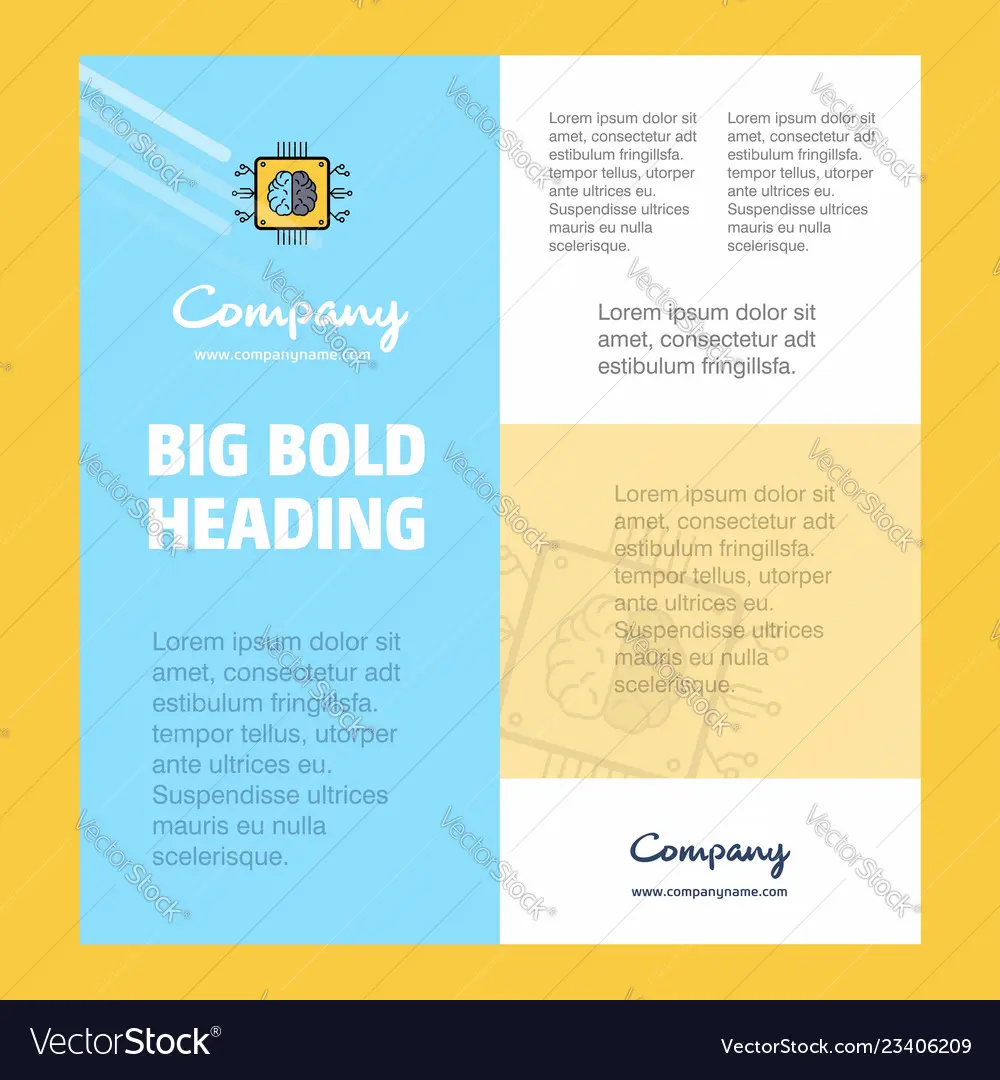 Company
www.companyname.com
BIG BOLD
HEADING
Lorem ipsum dolor sit
amet, consectetur adt
estibulum fringillsfa.
tempor tellus, utorper
ante ultrices eu.
Suspendisse ultrices
mauris eu nulla
scelerisque.
Lorem ipsum dolor sit
amet, consectetur adt
estibulum fringillsfa.
tempor tellus, utorper
ante ultrices eu.
Suspendisse ultrices
mauris eu nulla
scelerisque.
Lorem ipsum dolor sit
amet, consectetur adt
estibulum fringillsfa.
tempor tellus, utorper
ante ultrices eu.
Suspendisse ultrices
mauris eu nulla
scelerisque.
Lorem ipsum dolor sit
amet, consectetur adt
estibulum fringillsfa.
Lorem ipsum dolor sit
amet, consectetur adt
estibulum fringillsfa.
tempor tellus, utorper
ante ultrices eu.
Suspendisse ultrices
mauris eu nulla
scelerisque.
Company
www.companyname.com
VectorStock®
VectorStock.com/23406209